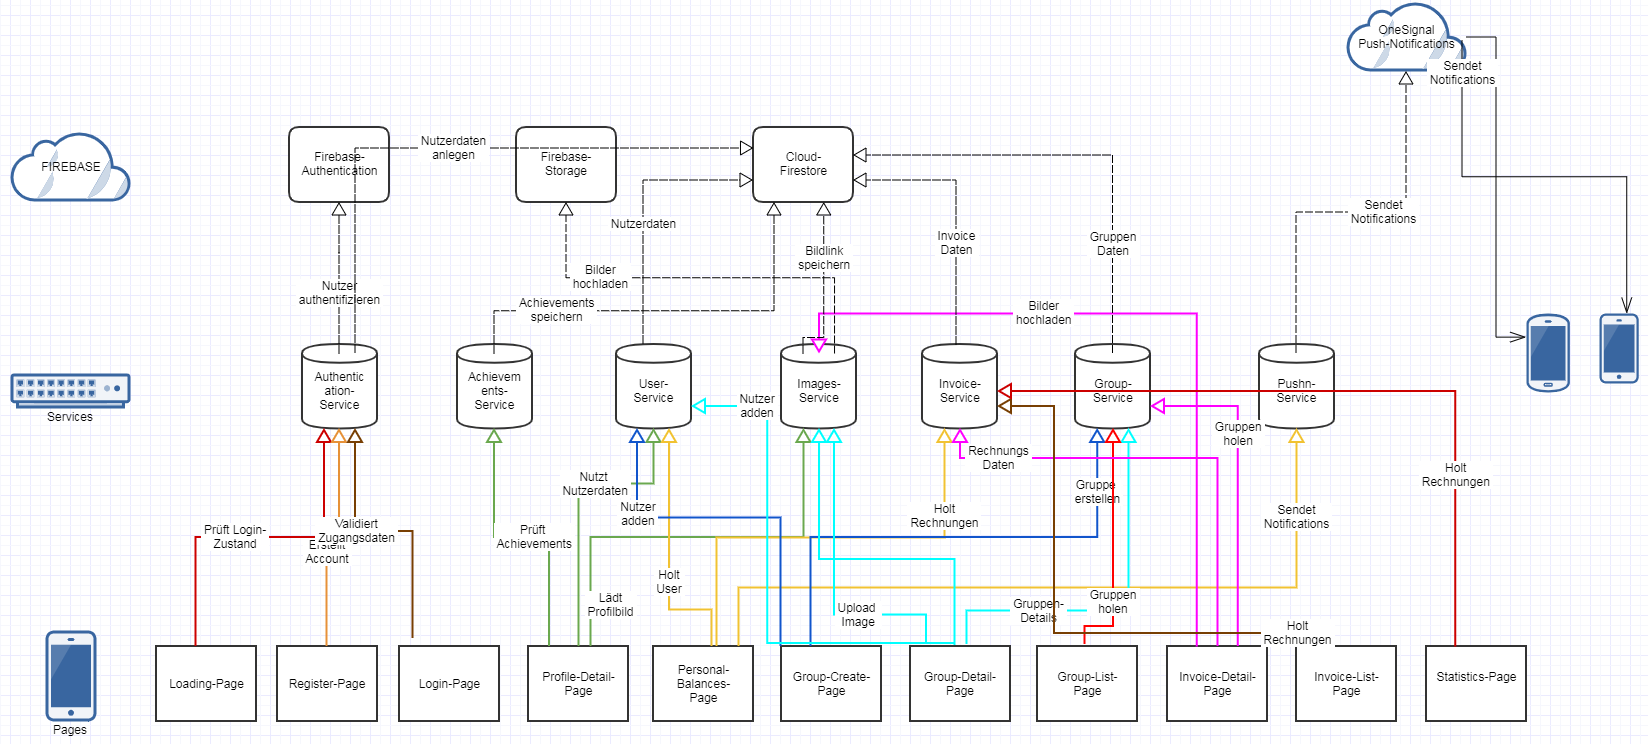 OneSignal
Push-Notifications
Sendet
Notifications
FIREBASE
Firebase-
Authentication
Nutzerdaten
anlegen
Firebase-
Storage
Cloud-
Firestore
Sendet
Notifications
Nutzerdaten
Bildlink
speichern
Invoice
Daten
Gruppen
Daten
Bilder
hochladen
Nutzer
authentifizieren
Achievements
speichern
Bilder
hochladen
Services
Authentic
ation-
Service
Achievem
ents-
Service
User-
Service
Nutzer
adden
Images-
Service
Invoice-
Service
Group-
Service
Pushn-
Service
Gruppen
holen
Rechnungs
Daten
Holt
Rechnungen
Nutzt
Nutzerdaten
Gruppe
erstellen
Nutzer
adden
Holt
Rechnungen
Sendet
Notifications
Prüft Login-
Zustand
Validiert
Zugangsdaten
Erstellt
Account
Prüft
Achievements
Holt
User
Lädt
Profilbild
Upload
Image
Gruppen-
Details
Gruppen
holen
Holt
Rechnungen
Pages
Loading-Page
Register-Page
Login-Page
Profile-Detail-
Page
Personal-
Balances-
Page
Group-Create-
Page
Group-Detail-
Page
Group-List-
Page
Invoice-Detail-
Page
Invoice-List-
Page
Statistics-Page